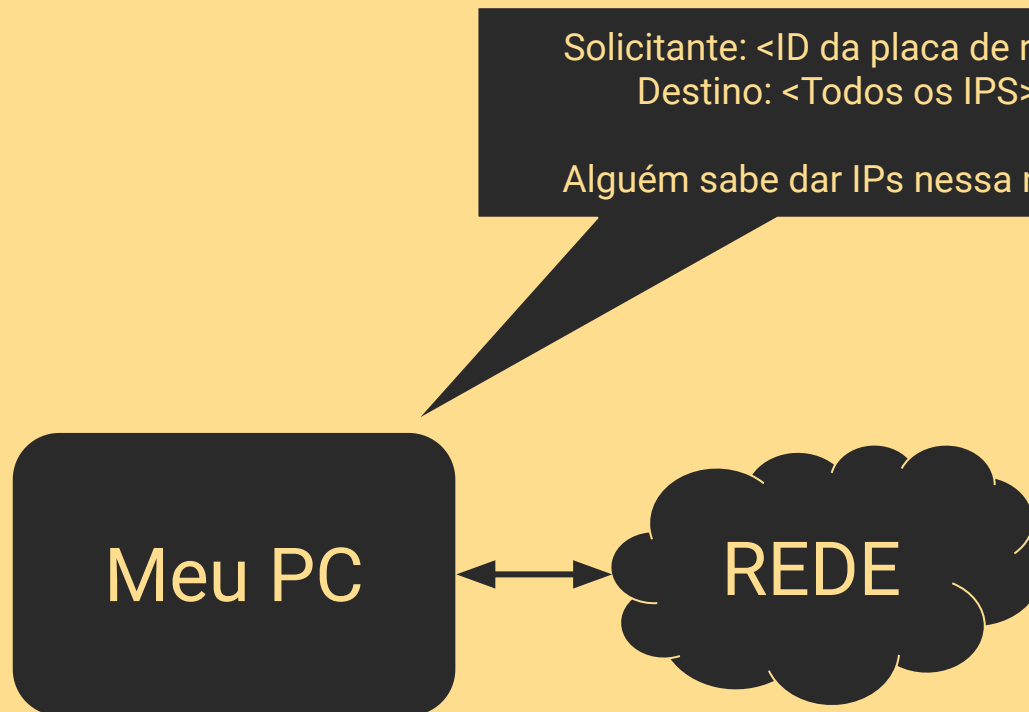 Solicitante: <ID da placa de
Destino: <Todos os IPS>
Alguém sabe dar IPs nessa
Meu PC
REDE